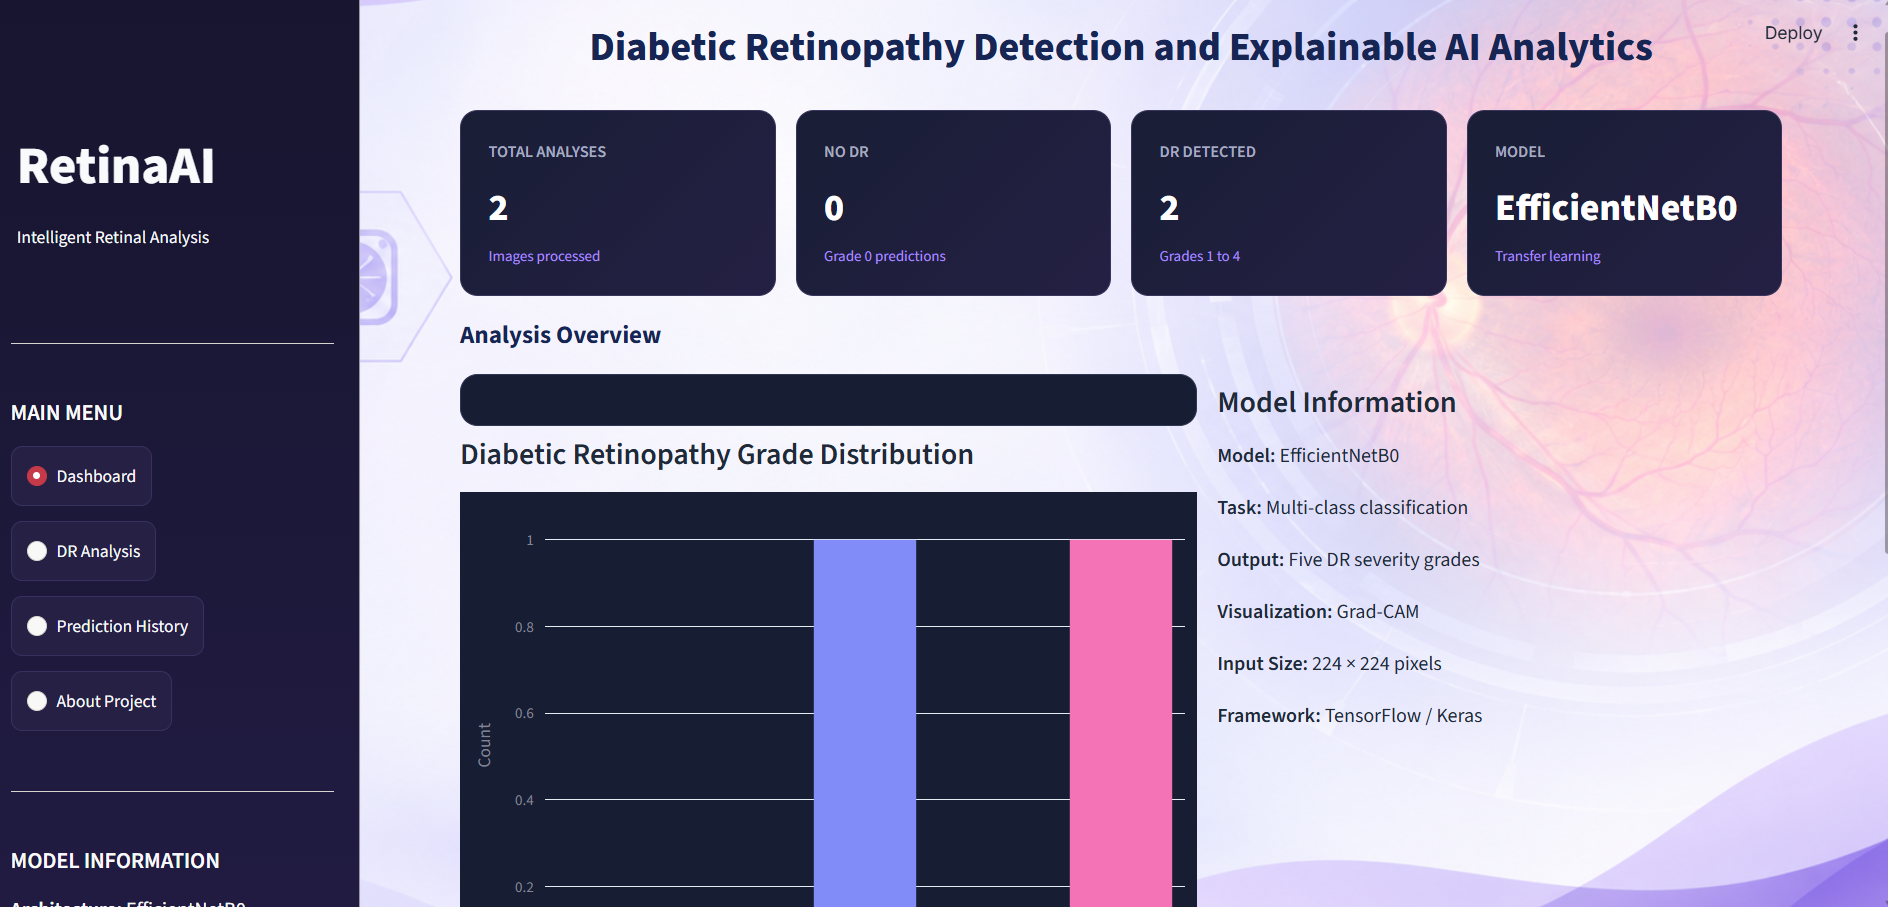 RetinaAI
Intelligent Retinal Analysis
MAIN MENU
Dashboard
DR Analysis
Prediction History
About Project
MODEL INFORMATION
Architecture: EfficientNetB0
Deploy
Diabetic Retinopathy Detection and Explainable AI Analytics
TOTAL ANALYSES
2
Images processed
NO DR
0
Grade 0 predictions
DR DETECTED
2
Grades 1 to 4
MODEL
EfficientNetB0
Transfer learning
Analysis Overview
Diabetic Retinopathy Grade Distribution
1
0.8
0.6
0.4
0.2
Count
Model Information
Model: EfficientNetB0
Task: Multi-class classification
Output: Five DR severity grades
Visualization: Grad-CAM
Input Size: 224 × 224 pixels
Framework: TensorFlow / Keras